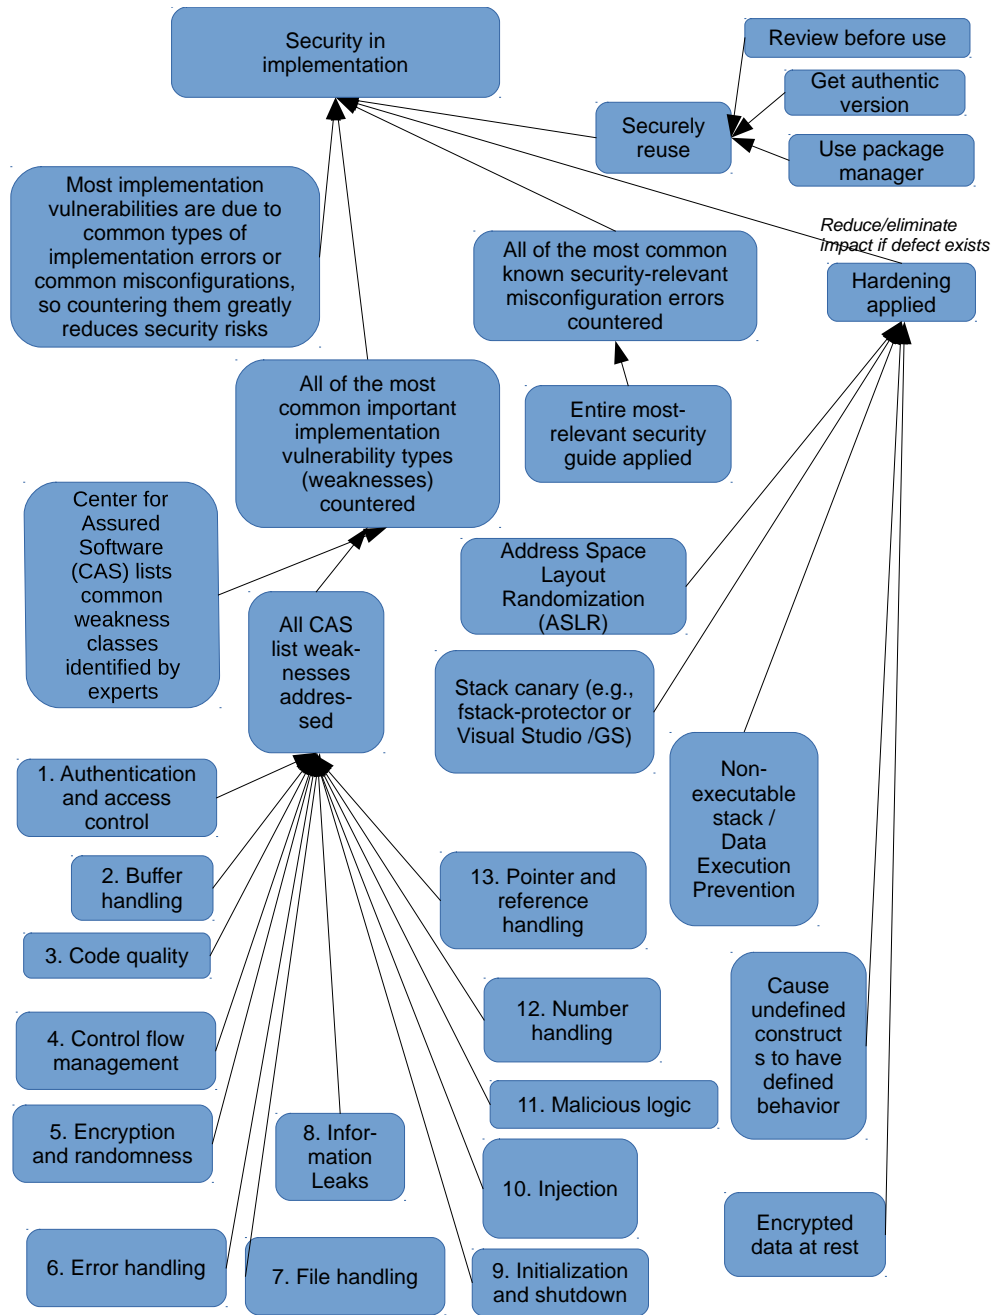 Security in
implementation
Review before use
Get authentic
version
Securely
reuse
Use package
manager
Most implementation
vulnerabilities are due to
common types of
implementation errors or
common misconfigurations,
so countering them greatly
reduces security risks
All of the most common
known security-relevant
misconfiguration errors
countered
Reduce/eliminate
impact if defect exists
Hardening
applied
All of the most
common important
implementation
vulnerability types
(weaknesses)
countered
Entire most-
relevant security
guide applied
Center for
Assured
Software
(CAS) lists
common
weakness
classes
identified by
experts
All CAS
list weak-
nesses
addres-
sed
Address Space
Layout
Randomization
(ASLR)
Stack canary (e.g.,
fstack-protector or
Visual Studio /GS)
Non-
executable
stack /
Data
Execution
Prevention
1. Authentication
and access
control
2. Buffer
handling
3. Code quality
4. Control flow
management
5. Encryption
and randomness
6. Error handling
7. File handling
8. Infor-
mation
Leaks
9. Initialization
and shutdown
10. Injection
11. Malicious logic
12. Number
handling
13. Pointer and
reference
handling
Cause
undefined
construct
s to have
defined
behavior
Encrypted
data at rest